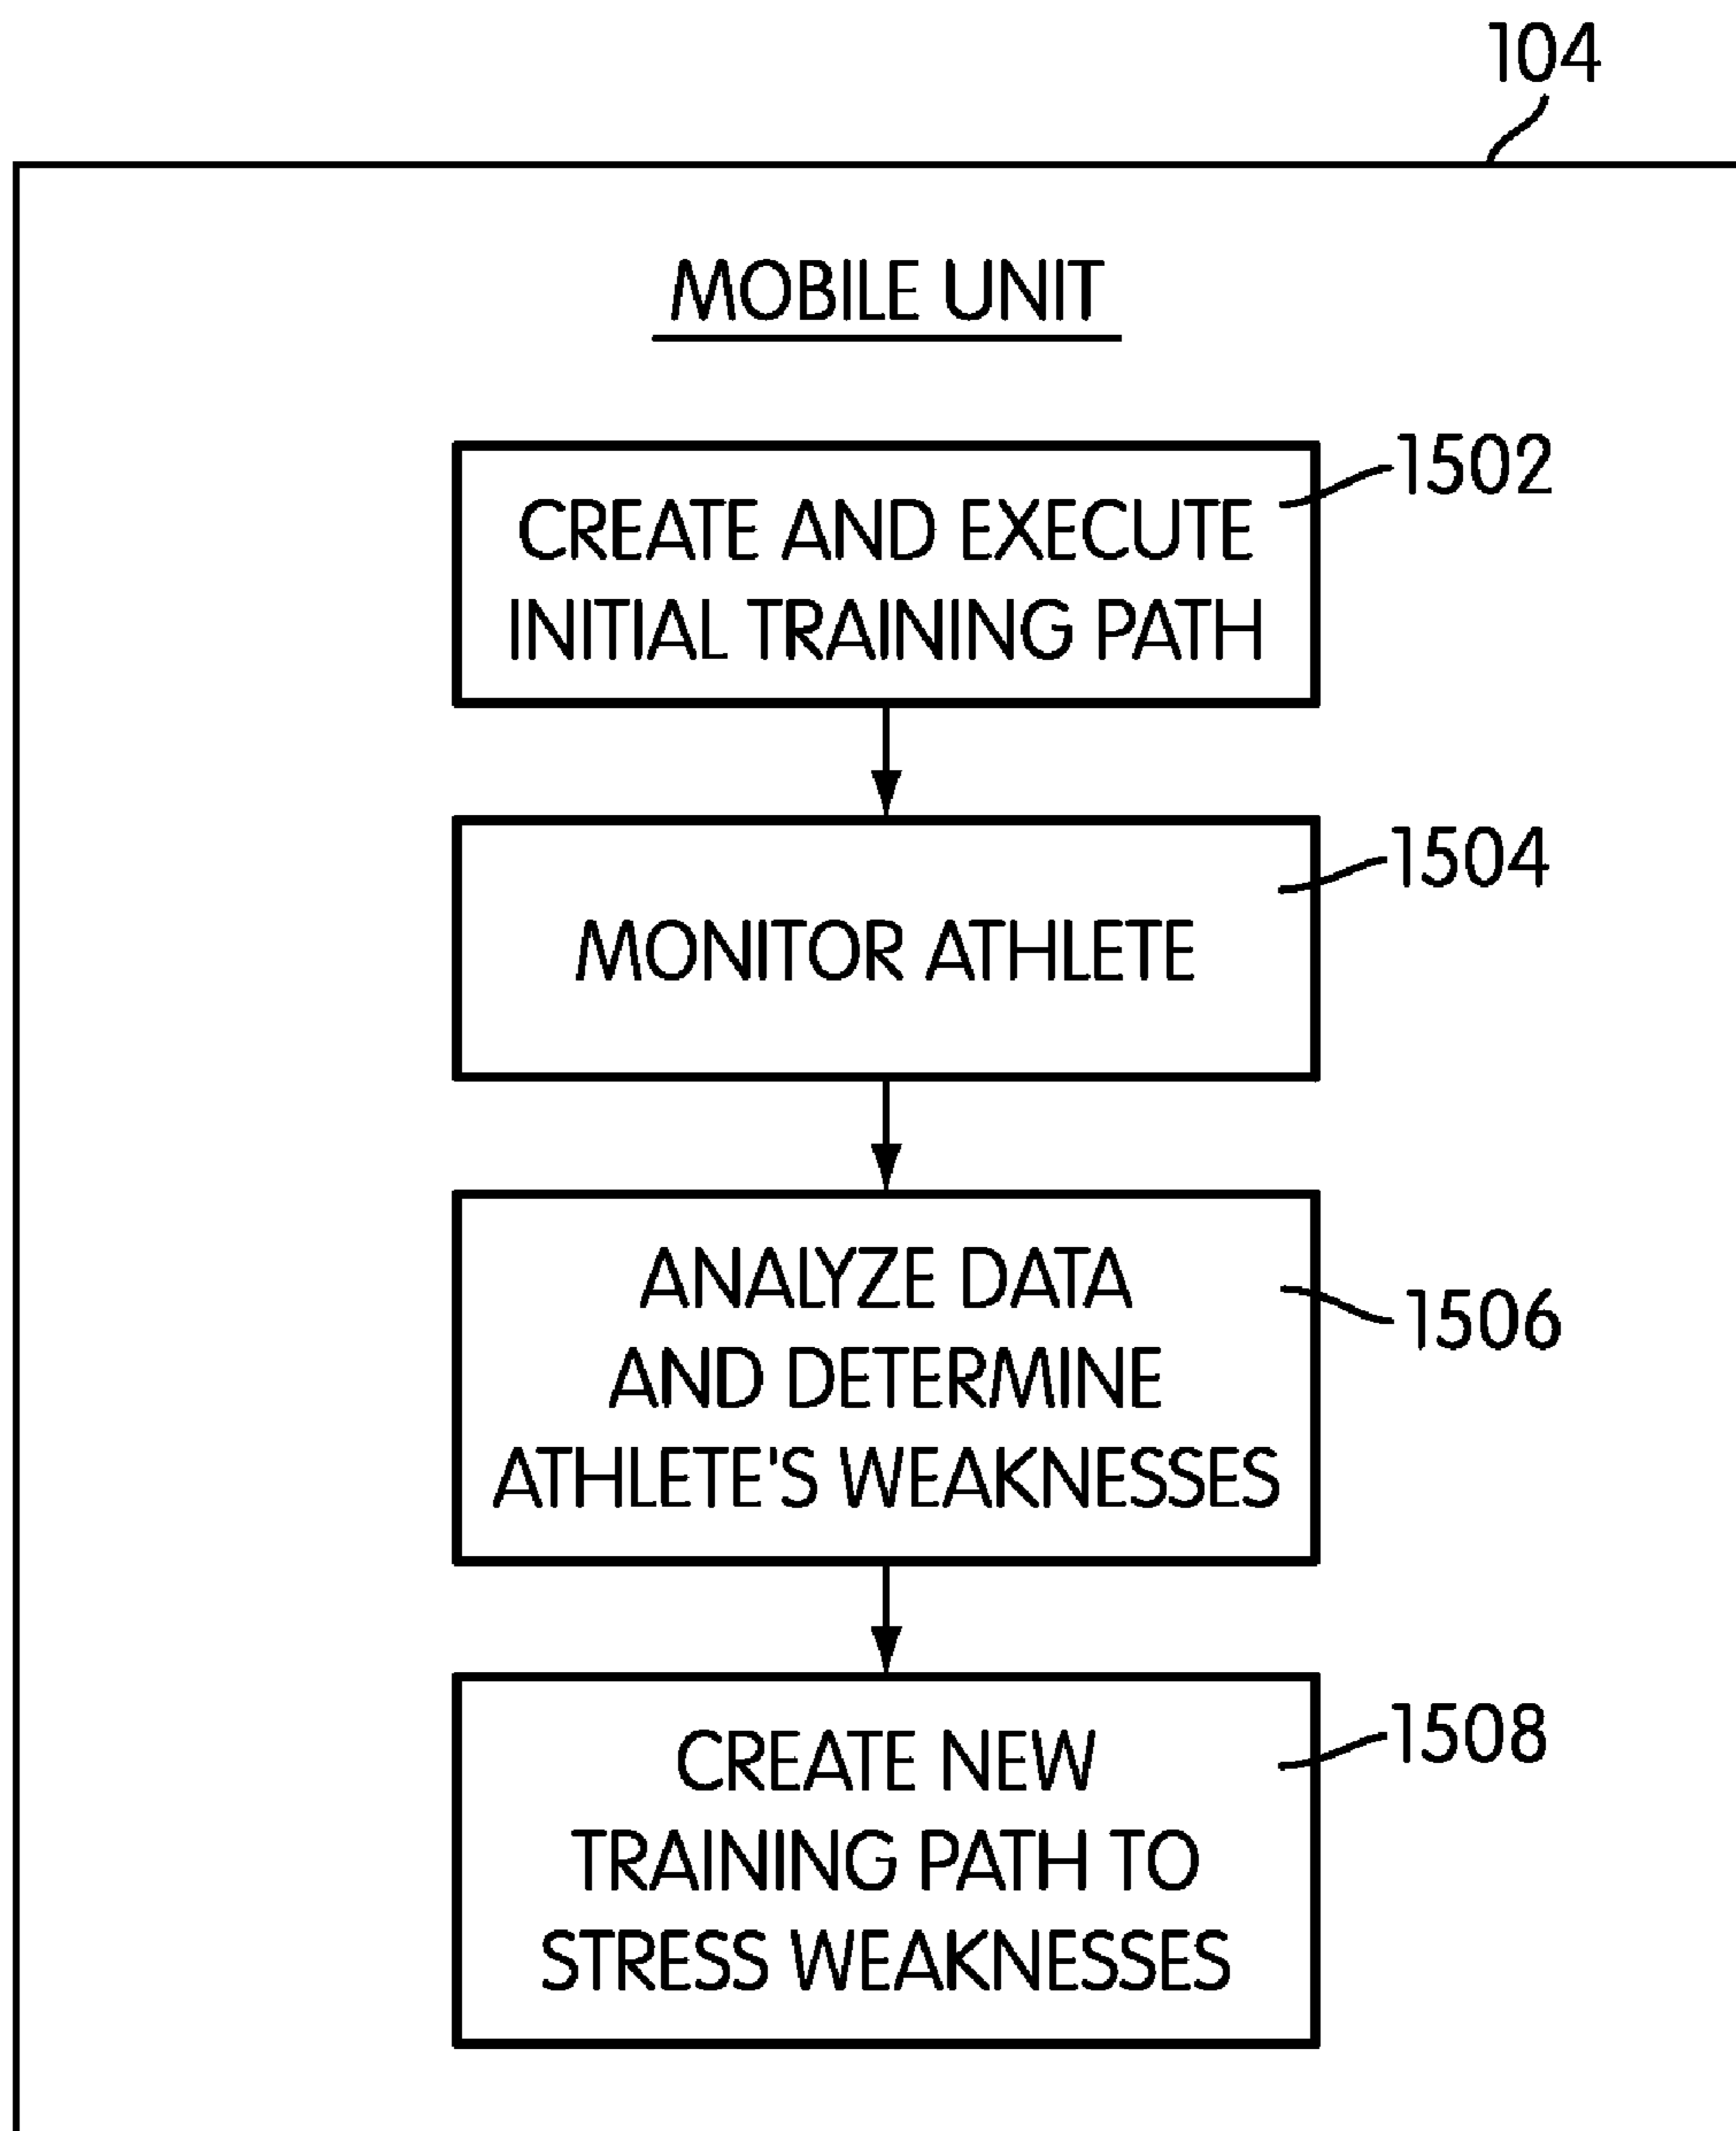 104
MOBILE UNIT
1502
CREATE AND EXECUTE
INITIAL TRAINING PATH
1504
MONITOR ATHLETE
ANALYZE DATA
1506
AND DETERMINE
ATHLETE'S WEAKNESSES
1508
CREATE NEW
TRAINING PATH TO
STRESS WEAKNESSES